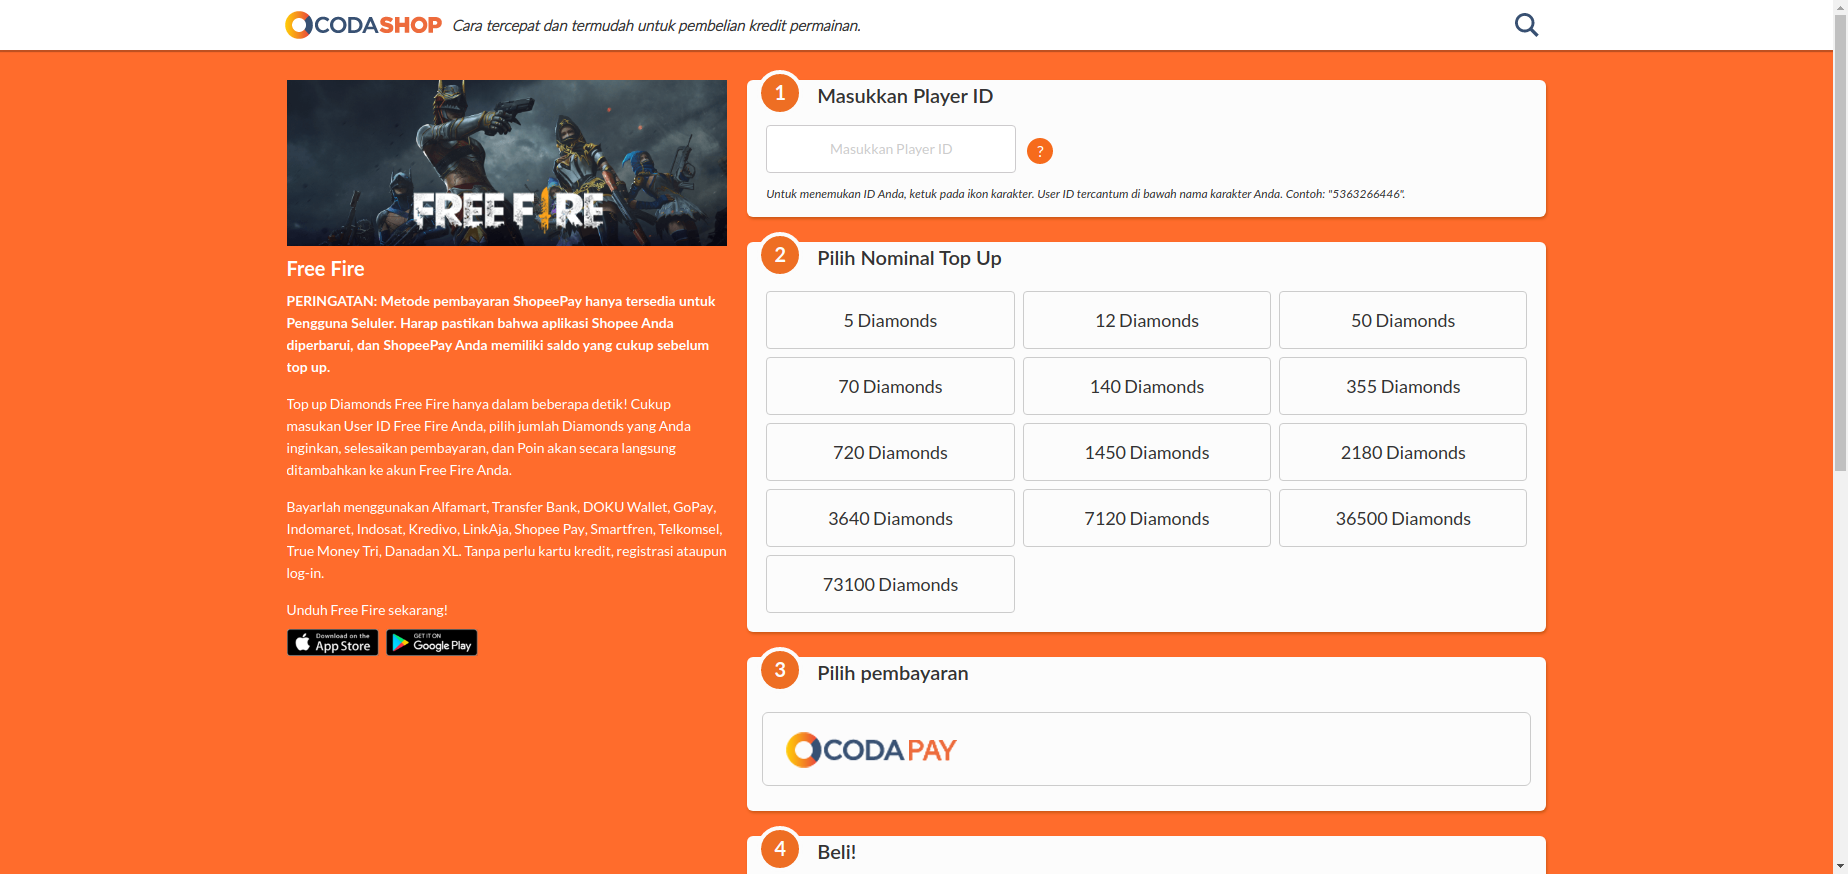 CODASHOP Cara tercepat dan termudah untuk pembelian kredit permainan.
FREE FIRE
Free Fire
PERINGATAN: Metode pembayaran ShopeePay hanya tersedia untuk
Pengguna Seluler. Harap pastikan bahwa aplikasi Shopee Anda
diperbarui, dan ShopeePay Anda memiliki saldo yang cukup sebelum
top up.
Top up Diamonds Free Fire hanya dalam beberapa detik! Cukup
masukan User ID Free Fire Anda, pilih jumlah Diamonds yang Anda
inginkan, selesaikan pembayaran, dan Poin akan secara langsung
ditambahkan ke akun Free Fire Anda.
Bayarlah menggunakan Alfamart, Transfer Bank, DOKU Wallet, GoPay,
Indomaret, Indosat, Kredivo, LinkAja, Shopee Pay, Smartfren, Telkomsel,
True Money Tri, Danadan XL. Tanpa perlu kartu kredit, registrasi ataupun
log-in.
Unduh Free Fire sekarang!
Download on the
App Store
GET IT ON
Google Play
1 Masukkan Player ID
Masukkan Player ID ?
Untuk menemukan ID Anda, ketuk pada ikon karakter. User ID tercantum di bawah nama karakter Anda. Contoh: "5363266446".
2 Pilih Nominal Top Up
5 Diamonds 12 Diamonds 50 Diamonds
70 Diamonds 140 Diamonds 355 Diamonds
720 Diamonds 1450 Diamonds 2180 Diamonds
3640 Diamonds 7120 Diamonds 36500 Diamonds
73100 Diamonds
3 Pilih pembayaran
CODAPAY
4 Beli!